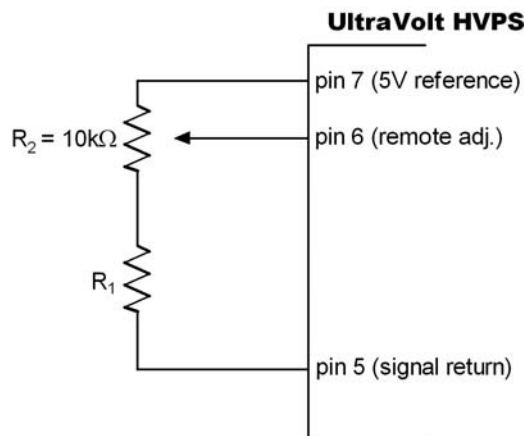 UltraVolt HVPS
pin 7 (5V reference)
R₂ = 10kΩ
pin 6 (remote adj.)
R₁
pin 5 (signal return)